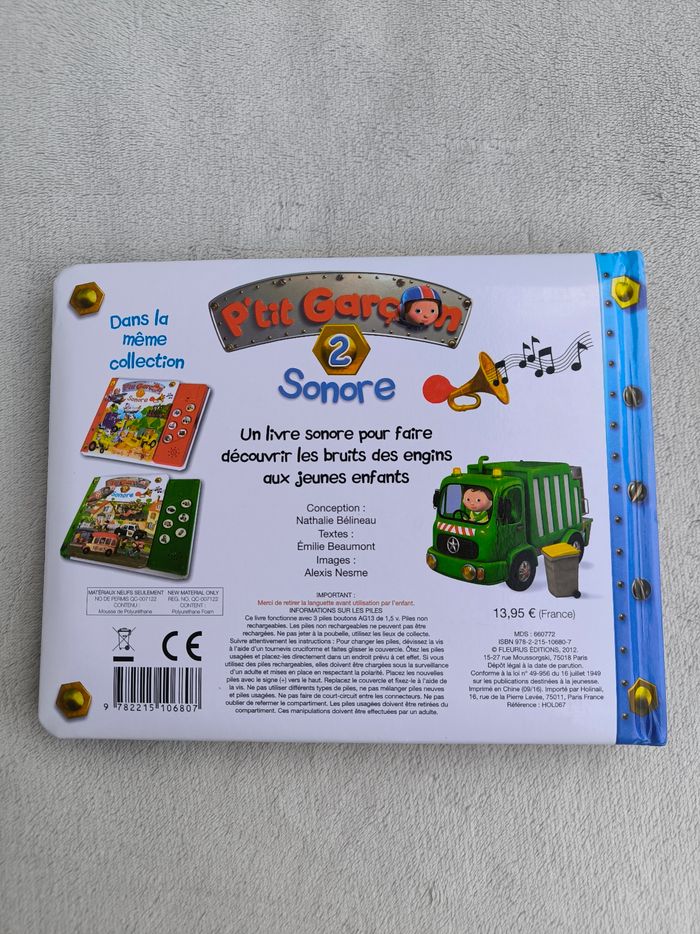 P'tit Garçon
2
Sonore
Dans la
même
collection
Un livre sonore pour faire
découvrir les bruits des engins
aux jeunes enfants
Conception :
Nathalie Bélineau
Textes :
Émilie Beaumont
Images :
Alexis Nesme
MATÉRIAUX NEUFS SEULEMENT
NO DE PERMIS QC-007122
CONTENU :
Mousse de Polyuréthane
NEW MATERIAL ONLY
REG. NO. QC-007122
CONTENT :
Polyurethane Foam
CE
9 782215 106807
IMPORTANT :
Merci de retirer la languette avant utilisation par l'enfant.
INFORMATIONS SUR LES PILES
Ce livre fonctionne avec 3 piles boutons AG13 de 1,5 v. Piles non
rechargeables. Les piles non rechargeables ne peuvent pas être
rechargées. Ne pas jeter à la poubelle, utilisez les lieux de collecte.
Suivre attentivement les instructions : Pour changer les piles, dévissez la vis
à l'aide d'un tournevis cruciforme et faites glisser le couvercle. Ôtez les piles
usagées et placez-les directement dans un endroit prévu à cet effet. Si vous
utilisez des piles rechargeables, elles doivent être chargées sous la surveillance
d'un adulte et mises en place en respectant la polarité. Placez les nouvelles
piles avec le signe (+) vers le haut. Replacez le couvercle et fixez-le à l'aide de
la vis. Ne pas utiliser différents types de piles, ne pas mélanger piles neuves
et piles usagées. Ne pas faire de court-circuit entre les connecteurs. Ne pas
oublier de refermer le compartiment. Les piles usagées doivent être retirées du
compartiment. Ces manipulations doivent être effectuées par un adulte.
13,95 € (France)
MDS : 660772
ISBN 978-2-215-10680-7
© FLEURUS ÉDITIONS, 2012.
15-27 rue Moussorgski, 75018 Paris
Dépôt légal à la date de parution.
Conforme à la loi n° 49-956 du 16 juillet 1949
sur les publications destinées à la jeunesse.
Imprimé en Chine (09/16). Importé par Holinail,
16, rue de la Pierre Levée, 75011, Paris France
Référence : HOL067
P'tit Garçon
Sonore
Sonore